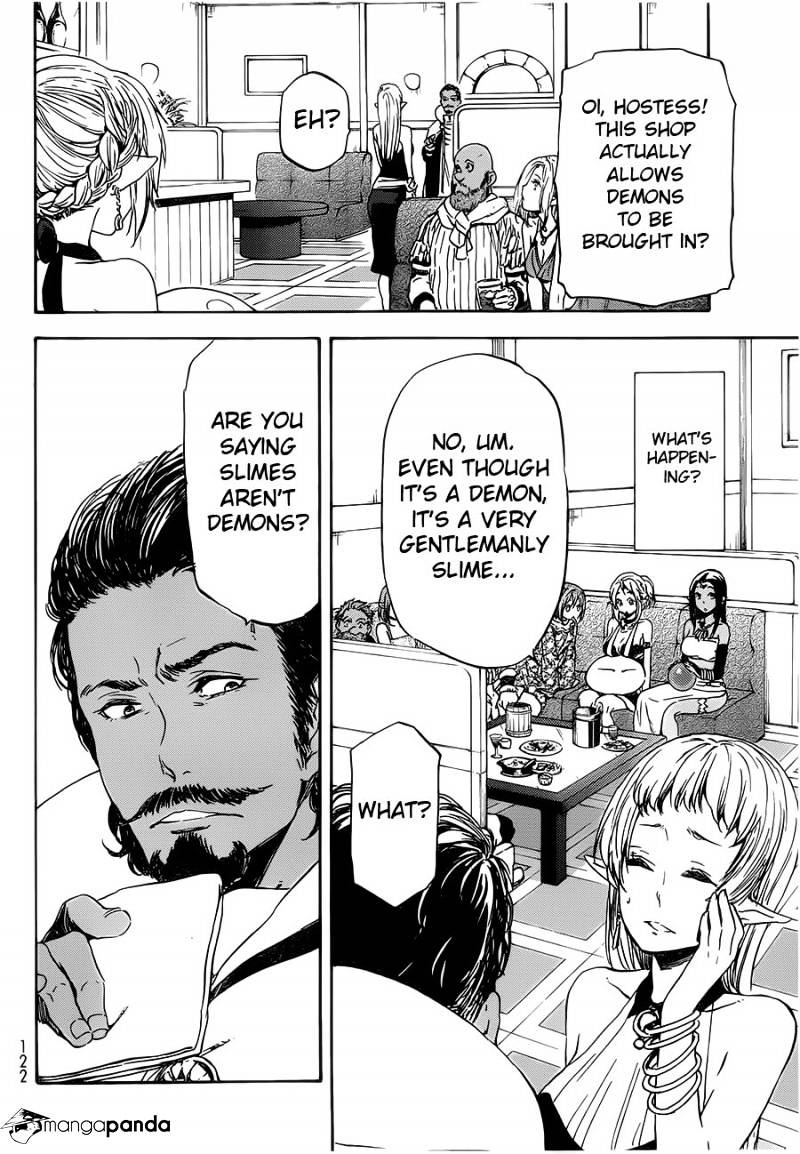 OI, HOSTESS!
THIS SHOP
ACTUALLY
ALLOWS
DEMONS
TO BE
BROUGHT IN?
EH?
WHAT'S
HAPPEN-
ING?
NO, UM.
EVEN THOUGH
IT'S A DEMON,
IT'S A VERY
GENTLEMANLY
SLIME...
WHAT?
ARE YOU
SAYING
SLIMES
AREN'T
DEMONS?
122
mangapanda